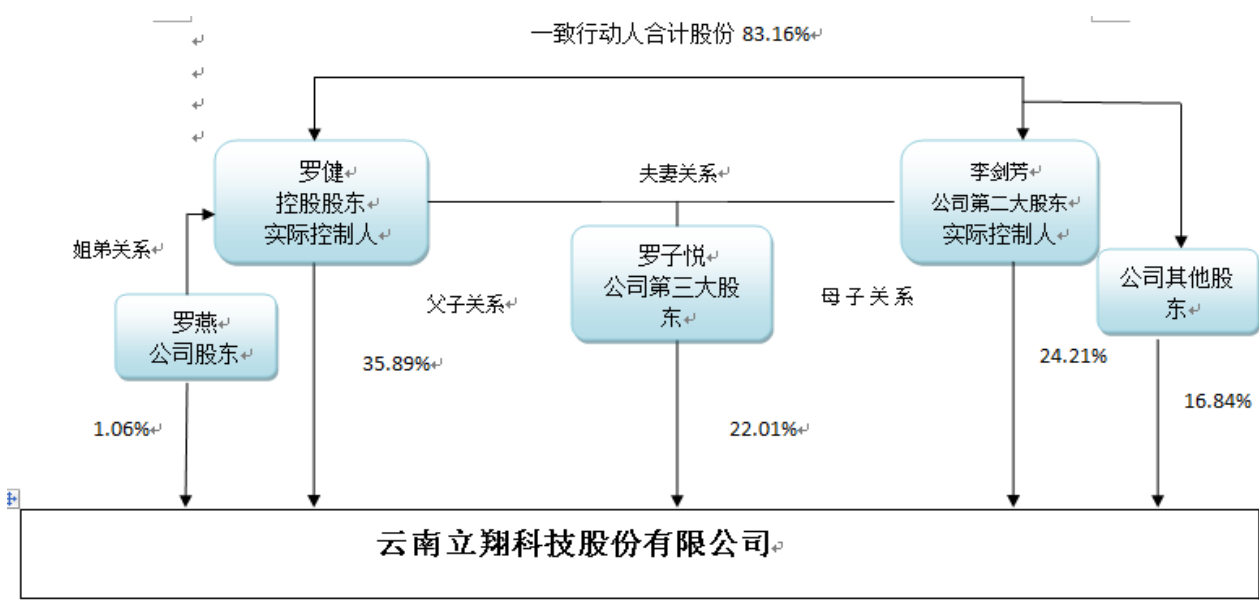 一致行动人合计股份 83.16%
罗健
控股股东
实际控制人
夫妻关系
李剑芳
公司第二大股东
实际控制人
姐弟关系
罗子悦
公司第三大股
东
公司其他股
东
父子关系
母子关系
罗燕
公司股东
35.89%
24.21%
16.84%
1.06%
22.01%
云南立翔科技股份有限公司